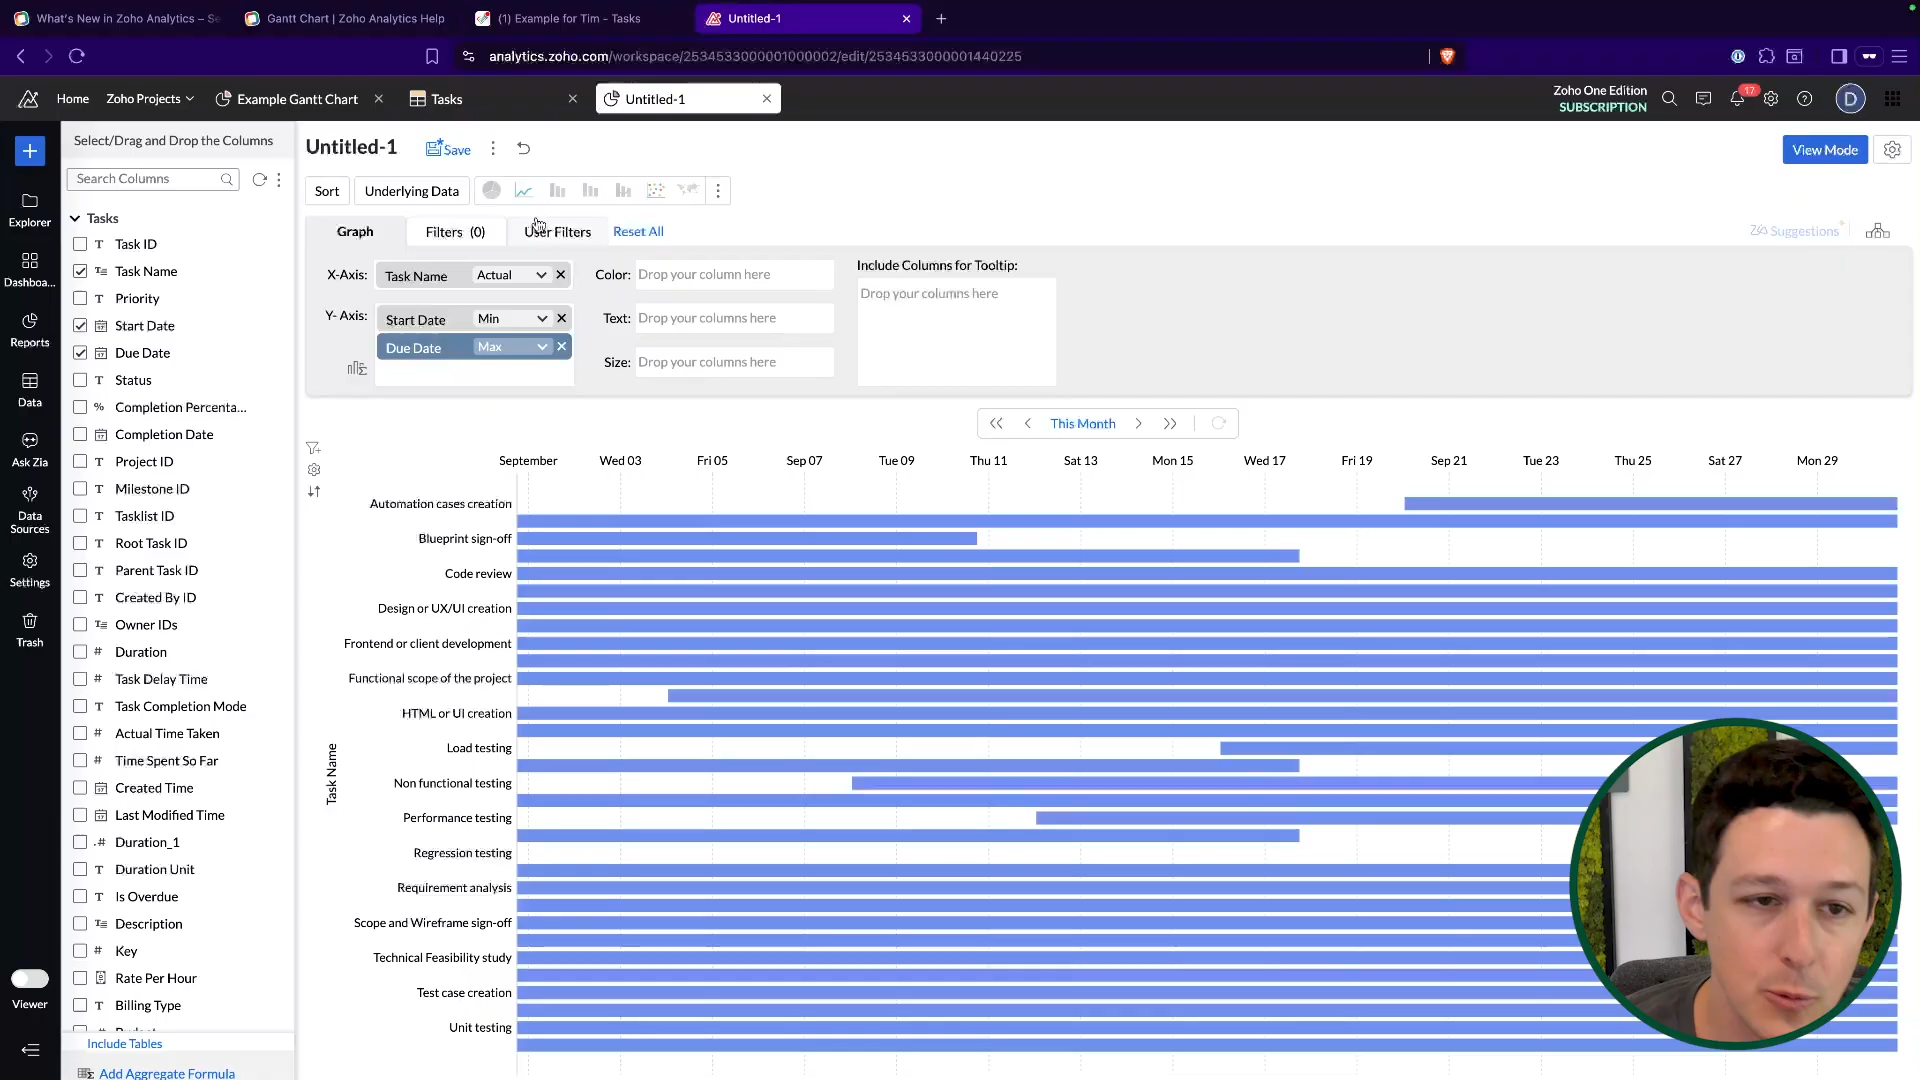 What's New in Zoho Analytics – Se
Gantt Chart | Zoho Analytics Help
(1) Example for Tim - Tasks
Untitled-1
analytics.zoho.com/workspace/2534533000001000002/edit/2534533000001440225
Home
Zoho Projects
Example Gantt Chart
Tasks
Untitled-1
Zoho One Edition
SUBSCRIPTION
17
D
Select/Drag and Drop the Columns
Search Columns
Explorer
Dashboa...
Reports
Data
Ask Zia
Data
Sources
Settings
Trash
Viewer
Tasks
Task ID
Task Name
Priority
Start Date
Due Date
Status
Completion Percenta...
Completion Date
Project ID
Milestone ID
Tasklist ID
Root Task ID
Parent Task ID
Created By ID
Owner IDs
Duration
Task Delay Time
Task Completion Mode
Actual Time Taken
Time Spent So Far
Created Time
Last Modified Time
Duration_1
Duration Unit
Is Overdue
Description
Key
Rate Per Hour
Billing Type
Include Tables
Add Aggregate Formula
Untitled-1
Save
View Mode
Sort
Underlying Data
Graph
Filters (0)
User Filters
Reset All
Suggestions
X-Axis:
Task Name
Actual
Color:
Drop your column here
Include Columns for Tooltip:
Drop your columns here
Y- Axis:
Start Date
Min
Text:
Drop your columns here
Due Date
Max
Size:
Drop your columns here
This Month
September
Wed 03
Fri 05
Sep 07
Tue 09
Thu 11
Sat 13
Mon 15
Wed 17
Fri 19
Sep 21
Tue 23
Thu 25
Sat 27
Mon 29
Task Name
Automation cases creation
Blueprint sign-off
Code review
Design or UX/UI creation
Frontend or client development
Functional scope of the project
HTML or UI creation
Load testing
Non functional testing
Performance testing
Regression testing
Requirement analysis
Scope and Wireframe sign-off
Technical Feasibility study
Test case creation
Unit testing